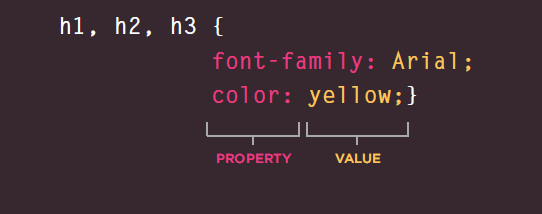 h1, h2, h3 {
font-family: Arial;
color: yellow;}
PROPERTY VALUE